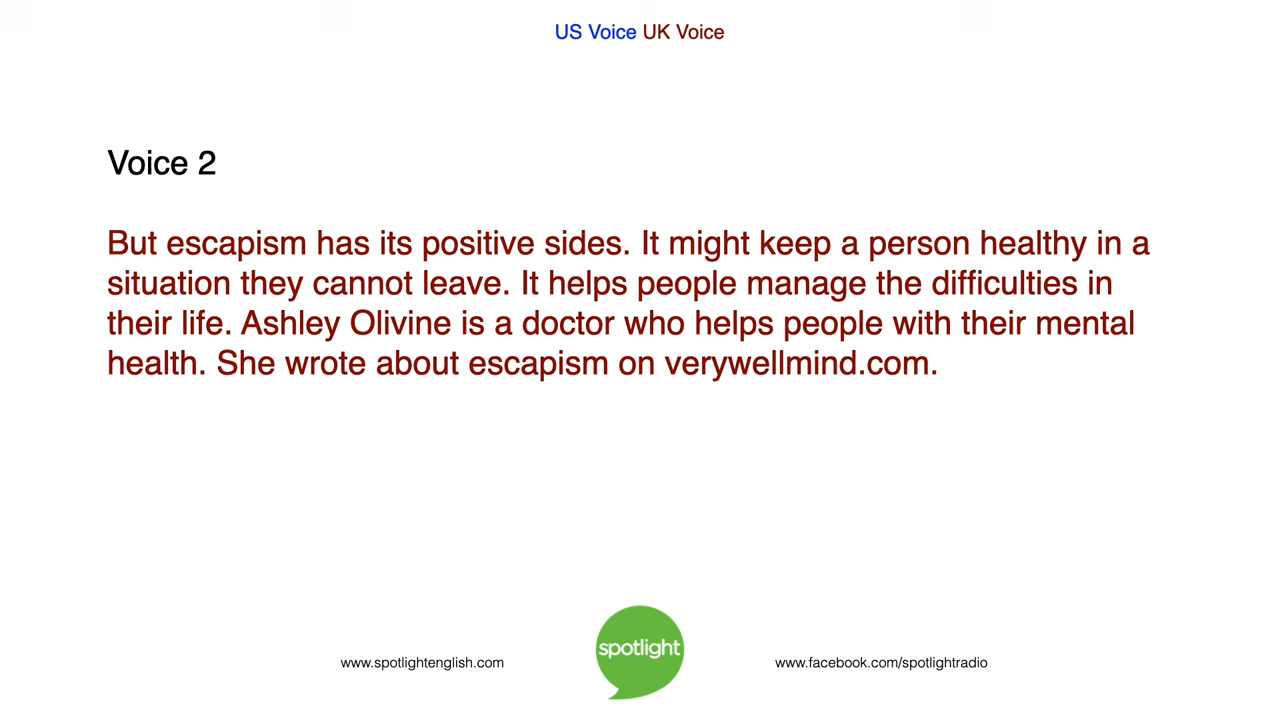 US Voice UK Voice
Voice 2
But escapism has its positive sides. It might keep a person healthy in a
situation they cannot leave. It helps people manage the difficulties in
their life. Ashley Olivine is a doctor who helps people with their mental
health. She wrote about escapism on verywellmind.com.
www.spotlightenglish.com
spotlight
www.facebook.com/spotlightradio